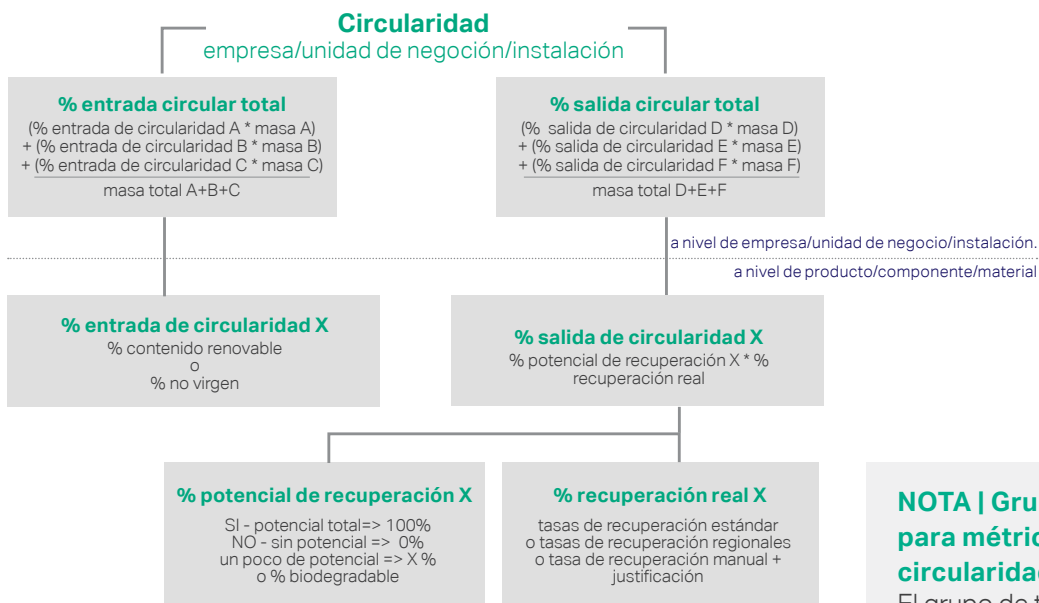 Circularidad
empresa/unidad de negoción/instalación
% entrada circular total
(% entrada de circularidad A * masa A)
+ (% entrada de circularidad B * masa B)
+ (% entrada de circularidad C * masa C)
masa total A+B+C
% salida circular total
(% salida de circularidad D * masa D)
+ (% salida de circularidad E * masa E)
+ (% salida de circularidad F * masa F)
masa total D+E+F
a nivel de empresa/unidad de negocio/instalación.
a nivel de producto/componente/material
% entrada de circularidad X
% contenido renovable
o
% no virgen
% salida de circularidad X
% potencial de recuperación X * %
recuperación real
% potencial de recuperación X
SI - potencial total=> 100%
NO - sin potencial => 0%
un poco de potencial => X %
o % biodegradable
% recuperación real X
tasas de recuperación estándar
o tasas de recuperación regionales
o tasa de recuperación manual +
justificación
NOTA | Gru
para métric
circularida
El grupo de t